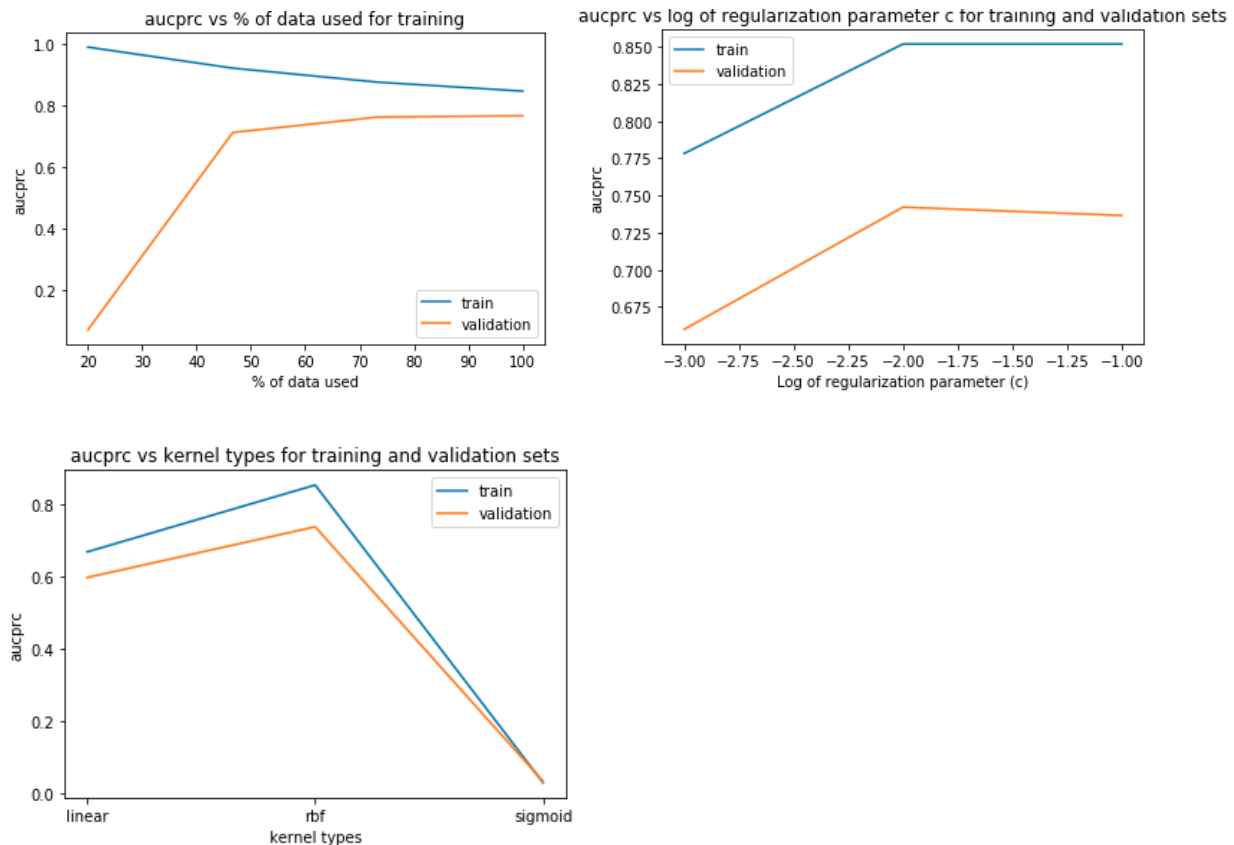 aucprc vs % of data used for training
1.0
0.8
0.6
0.4
0.2
aucprc
train
validation
20 30 40 50 60 70 80 90 100
% of data used
aucprc vs log of regularization parameter c for training and validation sets
0.850
0.825
0.800
0.775
0.750
0.725
0.700
0.675
aucprc
train
validation
−3.00 −2.75 −2.50 −2.25 −2.00 −1.75 −1.50 −1.25 −1.00
Log of regularization parameter (c)
aucprc vs kernel types for training and validation sets
0.8
0.6
0.4
0.2
0.0
aucprc
train
validation
linear rbf sigmoid
kernel types